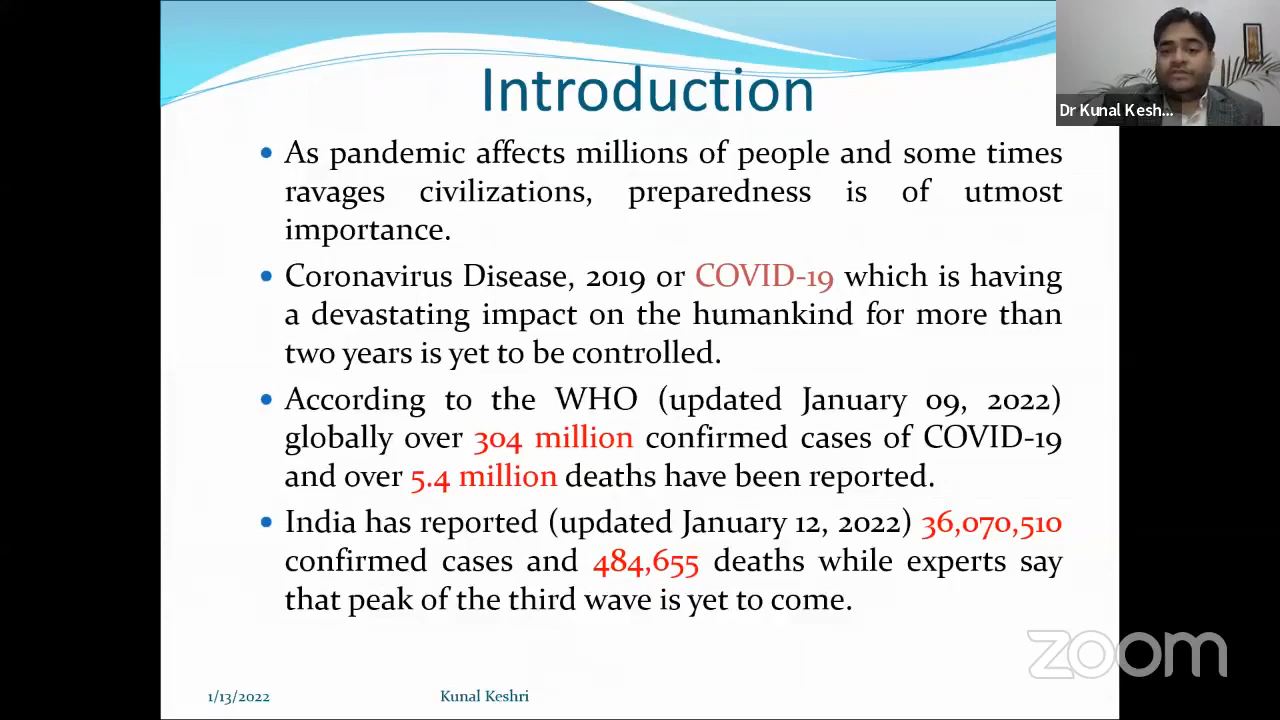 Introduction
Dr Kunal Kesh...
• As pandemic affects millions of people and some times
ravages civilizations, preparedness is of utmost
importance.
• Coronavirus Disease, 2019 or COVID-19 which is having
a devastating impact on the humankind for more than
two years is yet to be controlled.
• According to the WHO (updated January 09, 2022)
globally over 304 million confirmed cases of COVID-19
and over 5.4 million deaths have been reported.
• India has reported (updated January 12, 2022) 36,070,510
confirmed cases and 484,655 deaths while experts say
that peak of the third wave is yet to come.
zoom
1/13/2022
Kunal Keshri